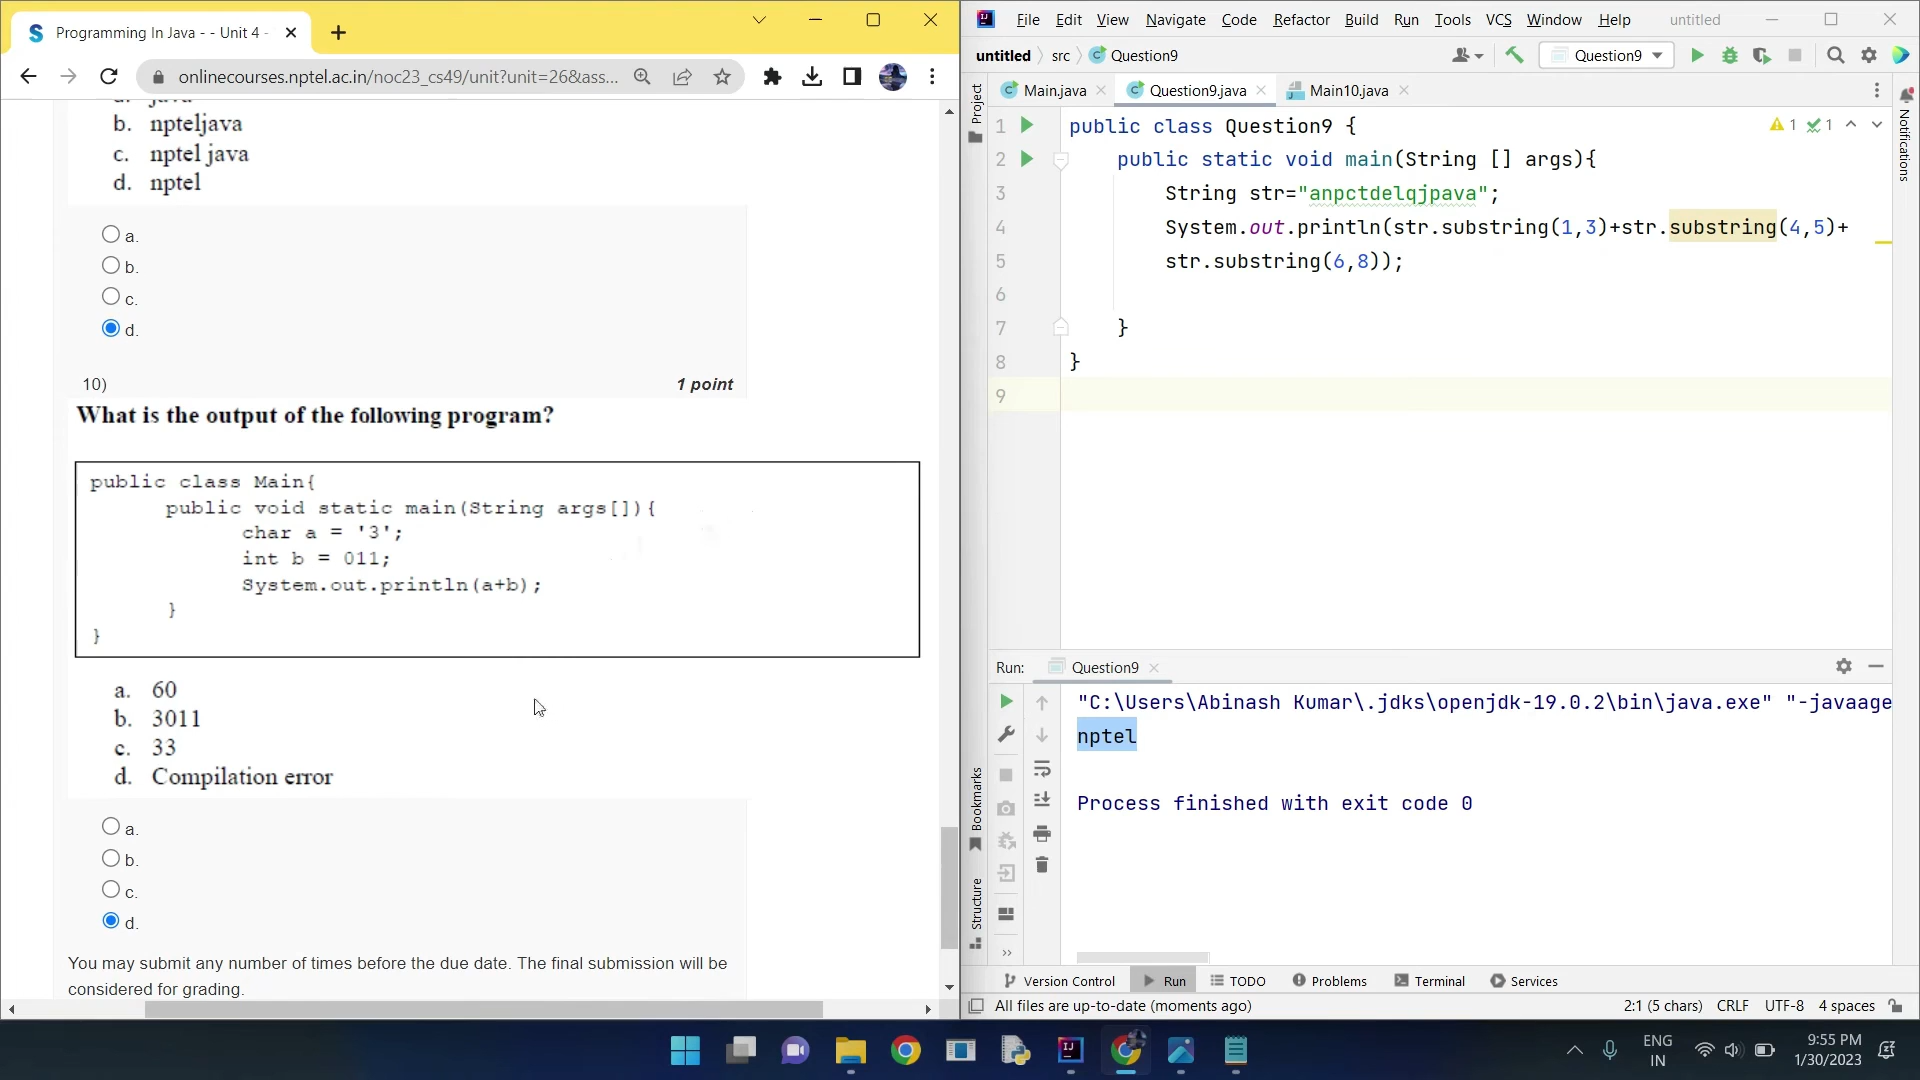 Programming In Java - - Unit 4 -
onlinecourses.nptel.ac.in/noc23_cs49/unit?unit=26&ass...
b. npteljava
c. nptel java
d. nptel
a.
b.
c.
d.
10)
1 point
What is the output of the following program?
public class Main{
public void static main(String args[]){
char a = '3';
int b = 011;
System.out.println(a+b);
}
}
a. 60
b. 3011
c. 33
d. Compilation error
a.
b.
c.
d.
You may submit any number of times before the due date. The final submission will be
considered for grading.
File Edit View Navigate Code Refactor Build Run Tools VCS Window Help untitled
untitled src Question9
Question9
Main.java
Question9.java
Main10.java
Project
Notifications
1 public class Question9 {
1 1
2 public static void main(String [] args){
3 String str="anpctdelqjpava";
4 System.out.println(str.substring(1,3)+str.substring(4,5)+
5 str.substring(6,8));
6
7 }
8 }
9
Run: Question9
"C:\Users\Abinash Kumar\.jdks\openjdk-19.0.2\bin\java.exe" "-javaage
nptel
Process finished with exit code 0
Bookmarks
Structure
Version Control Run TODO Problems Terminal Services
All files are up-to-date (moments ago)
2:1 (5 chars) CRLF UTF-8 4 spaces
ENG
IN
9:55 PM
1/30/2023